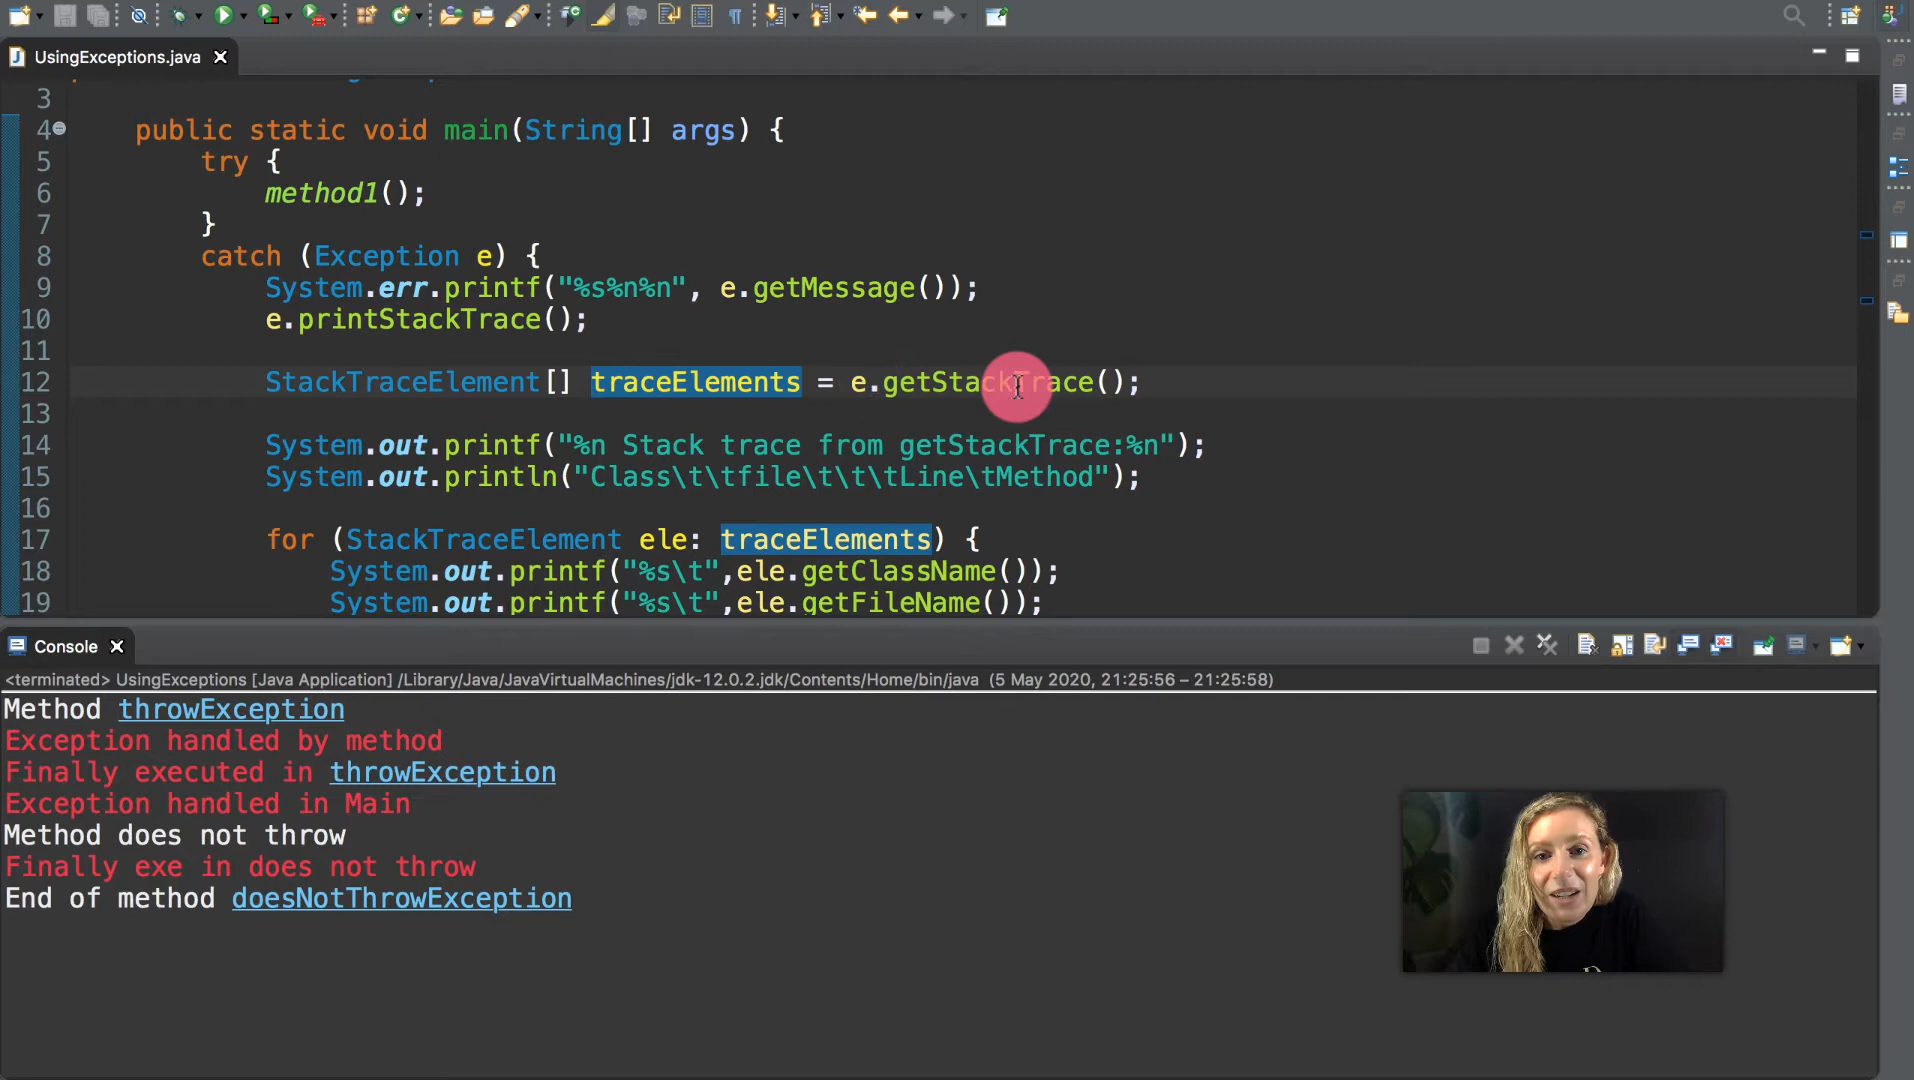 UsingExceptions.java
3
4 public static void main(String[] args) {
5 try {
6 method1();
7 }
8 catch (Exception e) {
9 System.err.printf("%s%n%n", e.getMessage());
10 e.printStackTrace();
11
12 StackTraceElement[] traceElements = e.getStackTrace();
13
14 System.out.printf("%n Stack trace from getStackTrace:%n");
15 System.out.println("Class\t\tfile\t\t\tLine\tMethod");
16
17 for (StackTraceElement ele: traceElements) {
18 System.out.printf("%s\t",ele.getClassName());
19 System.out.printf("%s\t",ele.getFileName());
Console
<terminated> UsingExceptions [Java Application] /Library/Java/JavaVirtualMachines/jdk-12.0.2.jdk/Contents/Home/bin/java (5 May 2020, 21:25:56 – 21:25:58)
Method throwException
Exception handled by method
Finally executed in throwException
Exception handled in Main
Method does not throw
Finally exe in does not throw
End of method doesNotThrowException